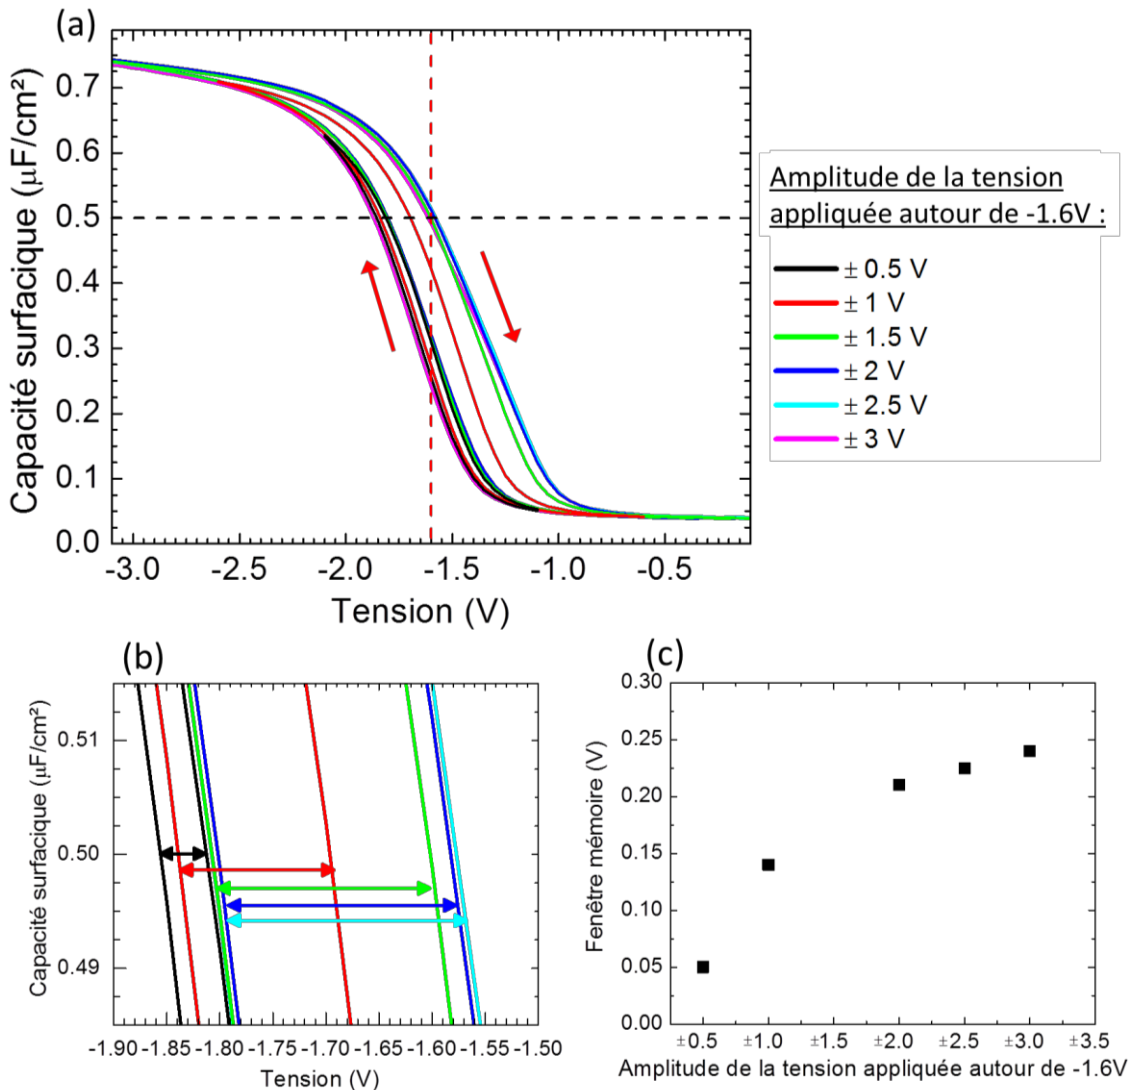 (a)
Capacité surfacique (µF/cm²)
0.7
0.6
0.5
0.4
0.3
0.2
0.1
0.0
-3.0 -2.5 -2.0 -1.5 -1.0 -0.5
Tension (V)
Amplitude de la tension
appliquée autour de -1.6V :
± 0.5 V
± 1 V
± 1.5 V
± 2 V
± 2.5 V
± 3 V
(b)
Capacité surfacique (µF/cm²)
0.51
0.50
0.49
-1.90 -1.85 -1.80 -1.75 -1.70 -1.65 -1.60 -1.55 -1.50
Tension (V)
(c)
Fenêtre mémoire (V)
0.30
0.25
0.20
0.15
0.10
0.05
0.00
±0.5 ±1.0 ±1.5 ±2.0 ±2.5 ±3.0 ±3.5
Amplitude de la tension appliquée autour de -1.6V